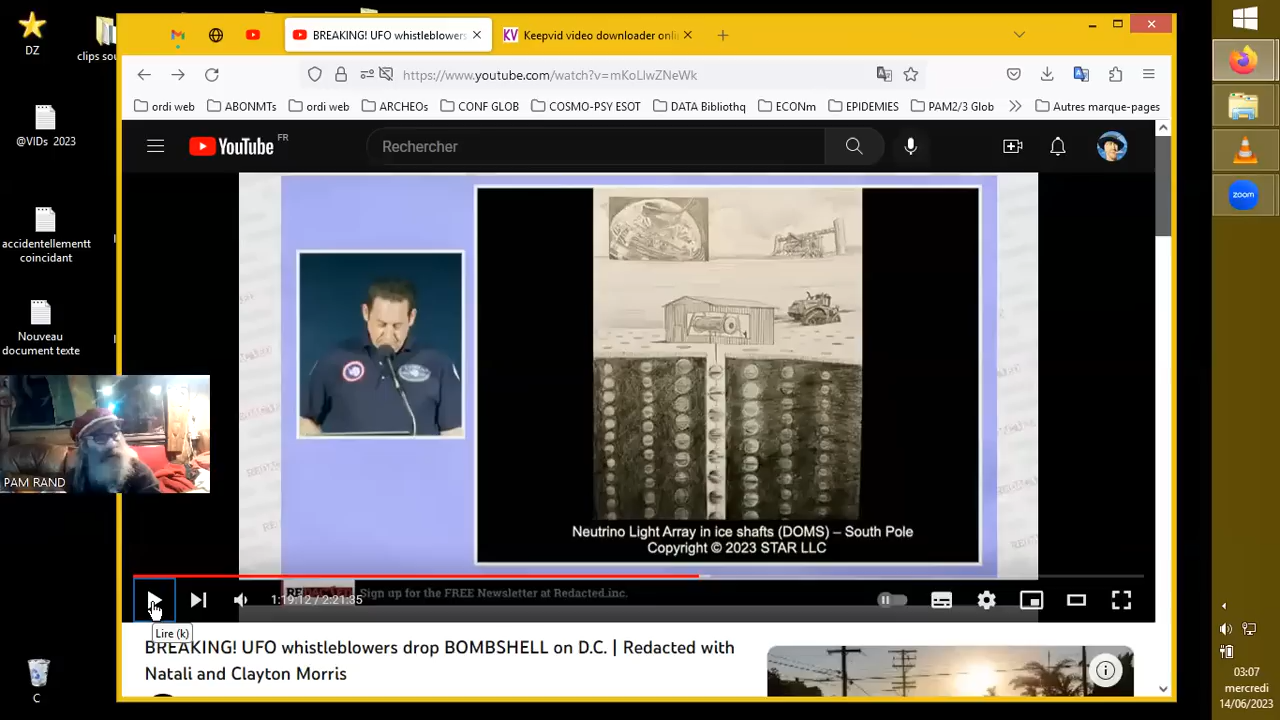 DZ
clips sou
@VIDs 2023
accidentellementt
coincidant
Nouveau
document texte
PAM RAND
C
BREAKING! UFO whistleblowers
Keepvid video downloader onli
https://www.youtube.com/watch?v=mKoLlwZNeWk
ordi web
ABONMTs
ordi web
ARCHEOs
CONF GLOB
COSMO-PSY ESOT
DATA Bibliothq
ECONm
EPIDEMIES
PAM2/3 Glob
Autres marque-pages
YouTube FR
Rechercher
Neutrino Light Array in ice shafts (DOMS) – South Pole
Copyright © 2023 STAR LLC
REDACTED Sign up for the FREE Newsletter at Redacted.inc.
1:19:12 / 2:21:35
Lire (k)
BREAKING! UFO whistleblowers drop BOMBSHELL on D.C. | Redacted with
Natali and Clayton Morris
zoom
03:07
mercredi
14/06/2023